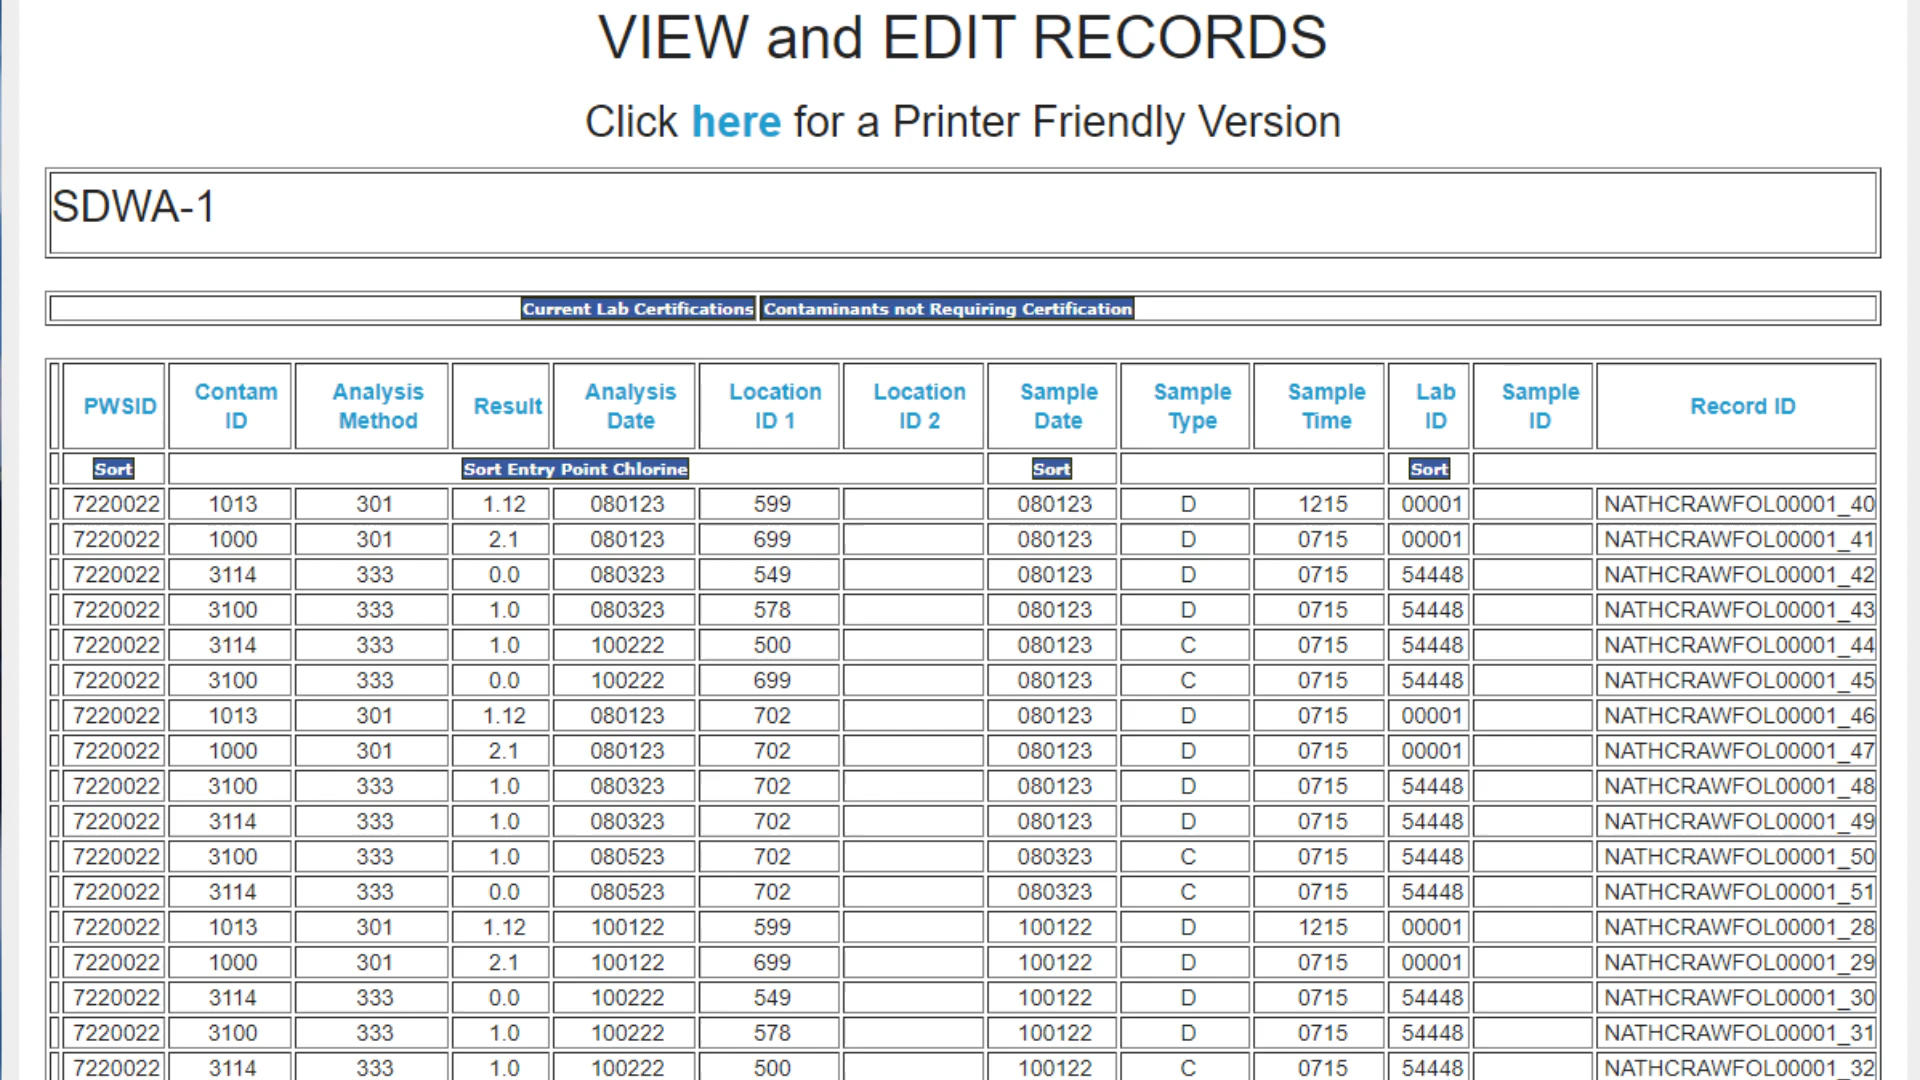 VIEW and EDIT RECORDS
Click here for a Printer Friendly Version
SDWA-1
Current Lab Certifications Contaminants not Requiring Certification
PWSID Contam ID Analysis Method Result Analysis Date Location ID 1 Location ID 2 Sample Date Sample Type Sample Time Lab ID Sample ID Record ID
Sort Sort Entry Point Chlorine Sort Sort
7220022 1013 301 1.12 080123 599 080123 D 1215 00001 NATHCRAWFOL00001_40
7220022 1000 301 2.1 080123 699 080123 D 0715 00001 NATHCRAWFOL00001_41
7220022 3114 333 0.0 080323 549 080123 D 0715 54448 NATHCRAWFOL00001_42
7220022 3100 333 1.0 080323 578 080123 D 0715 54448 NATHCRAWFOL00001_43
7220022 3114 333 1.0 100222 500 080123 C 0715 54448 NATHCRAWFOL00001_44
7220022 3100 333 0.0 100222 699 080123 C 0715 54448 NATHCRAWFOL00001_45
7220022 1013 301 1.12 080123 702 080123 D 0715 00001 NATHCRAWFOL00001_46
7220022 1000 301 2.1 080123 702 080123 D 0715 00001 NATHCRAWFOL00001_47
7220022 3100 333 1.0 080323 702 080123 D 0715 54448 NATHCRAWFOL00001_48
7220022 3114 333 1.0 080323 702 080123 D 0715 54448 NATHCRAWFOL00001_49
7220022 3100 333 1.0 080523 702 080323 C 0715 54448 NATHCRAWFOL00001_50
7220022 3114 333 0.0 080523 702 080323 C 0715 54448 NATHCRAWFOL00001_51
7220022 1013 301 1.12 100122 599 100122 D 1215 00001 NATHCRAWFOL00001_28
7220022 1000 301 2.1 100122 699 100122 D 0715 00001 NATHCRAWFOL00001_29
7220022 3114 333 0.0 100222 549 100122 D 0715 54448 NATHCRAWFOL00001_30
7220022 3100 333 1.0 100222 578 100122 D 0715 54448 NATHCRAWFOL00001_31
7220022 3114 333 1.0 100222 500 100122 C 0715 54448 NATHCRAWFOL00001_32